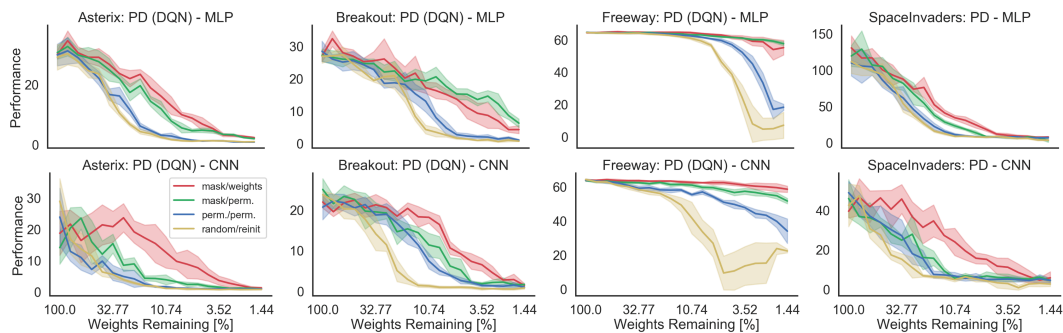 Asterix: PD (DQN) - MLP
Breakout: PD (DQN) - MLP
Freeway: PD (DQN) - MLP
SpaceInvaders: PD - MLP
Performance
20
0
30
20
10
0
60
40
20
0
150
100
50
0
Asterix: PD (DQN) - CNN
Breakout: PD (DQN) - CNN
Freeway: PD (DQN) - CNN
SpaceInvaders: PD - CNN
Performance
30
20
10
0
mask/weights
mask/perm.
perm./perm.
random/reinit
20
10
0
60
40
20
0
40
20
0
100.0 32.77 10.74 3.52 1.44
100.0 32.77 10.74 3.52 1.44
100.0 32.77 10.74 3.52 1.44
100.0 32.77 10.74 3.52 1.44
Weights Remaining [%]
Weights Remaining [%]
Weights Remaining [%]
Weights Remaining [%]